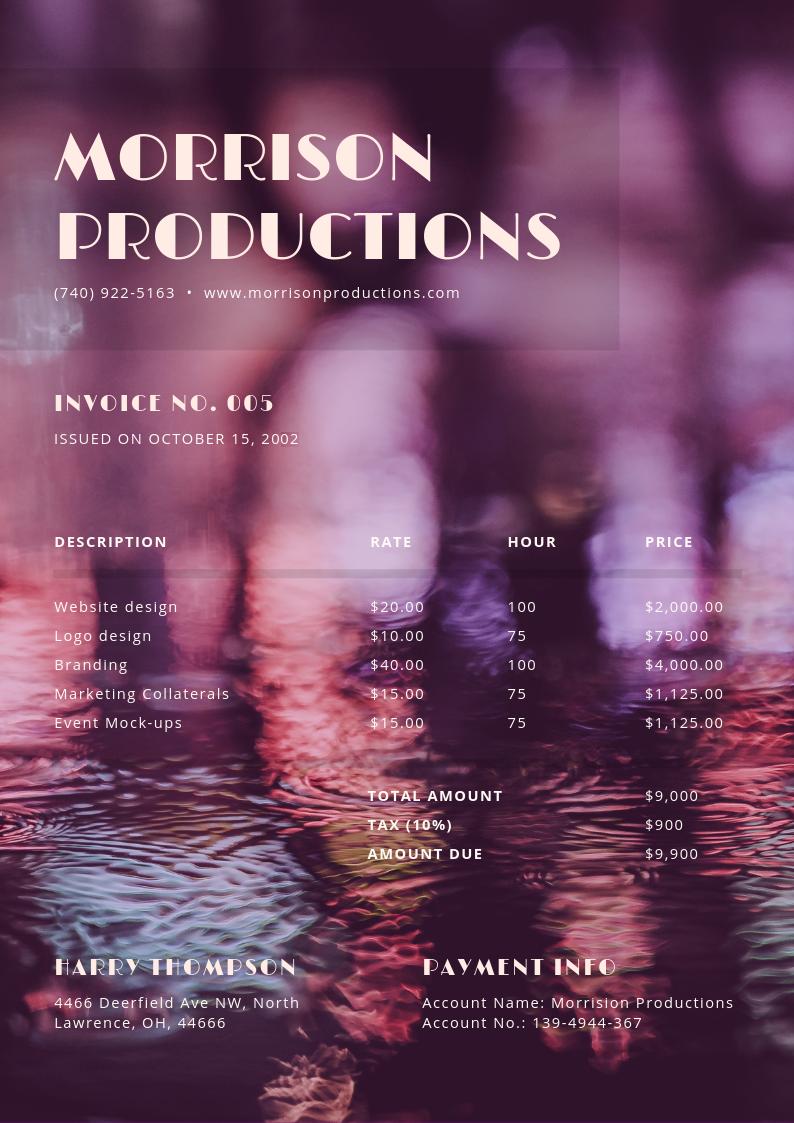 MORRISON
PRODUCTIONS
(740) 922-5163 • www.morrisonproductions.com
INVOICE NO. 005
ISSUED ON OCTOBER 15, 2002
DESCRIPTION RATE HOUR PRICE
Website design $20.00 100 $2,000.00
Logo design $10.00 75 $750.00
Branding $40.00 100 $4,000.00
Marketing Collaterals $15.00 75 $1,125.00
Event Mock-ups $15.00 75 $1,125.00
TOTAL AMOUNT $9,000
TAX (10%) $900
AMOUNT DUE $9,900
HARRY THOMPSON
4466 Deerfield Ave NW, North
Lawrence, OH, 44666
PAYMENT INFO
Account Name: Morrision Productions
Account No.: 139-4944-367